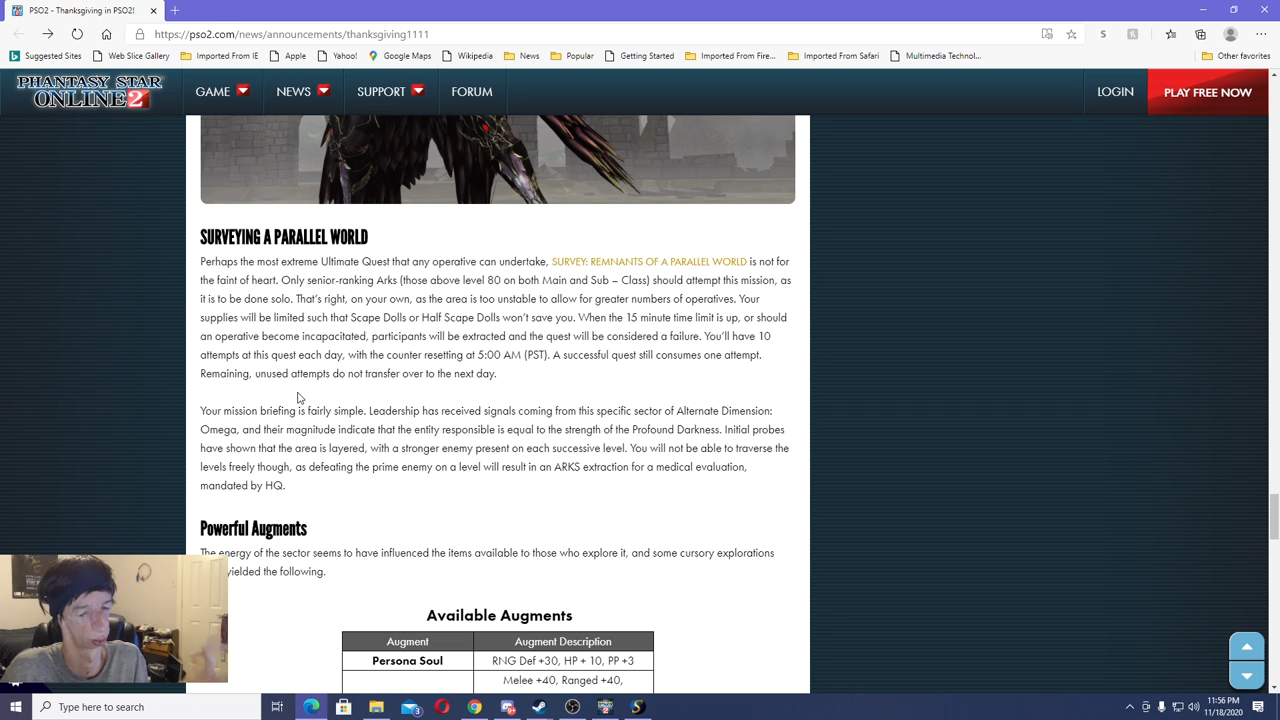 PSO2 - Thanksgiving in PSO2!
https://pso2.com/news/announcements/thanksgiving1111
Suggested Sites
Web Slice Gallery
Imported From IE
Apple
Yahoo!
Google Maps
Wikipedia
News
Popular
Getting Started
Imported From Fire...
Imported From Safari
Multimedia Technol...
Other favorites
PHANTASY STAR
ONLINE 2
GAME
NEWS
SUPPORT
FORUM
LOGIN
PLAY FREE NOW
SURVEYING A PARALLEL WORLD
Perhaps the most extreme Ultimate Quest that any operative can undertake, SURVEY: REMNANTS OF A PARALLEL WORLD is not for
the faint of heart. Only senior-ranking Arks (those above level 80 on both Main and Sub – Class) should attempt this mission, as
it is to be done solo. That's right, on your own, as the area is too unstable to allow for greater numbers of operatives. Your
supplies will be limited such that Scape Dolls or Half Scape Dolls won't save you. When the 15 minute time limit is up, or should
an operative become incapacitated, participants will be extracted and the quest will be considered a failure. You'll have 10
attempts at this quest each day, with the counter resetting at 5:00 AM (PST). A successful quest still consumes one attempt.
Remaining, unused attempts do not transfer over to the next day.
Your mission briefing is fairly simple. Leadership has received signals coming from this specific sector of Alternate Dimension:
Omega, and their magnitude indicate that the entity responsible is equal to the strength of the Profound Darkness. Initial probes
have shown that the area is layered, with a stronger enemy present on each successive level. You will not be able to traverse the
levels freely though, as defeating the prime enemy on a level will result in an ARKS extraction for a medical evaluation,
mandated by HQ.
Powerful Augments
The energy of the sector seems to have influenced the items available to those who explore it, and some cursory explorations
yielded the following.
Available Augments
Augment
Augment Description
Persona Soul
RNG Def +30, HP + 10, PP +3
Melee +40, Ranged +40,
Type here to search
11:56 PM
11/18/2020